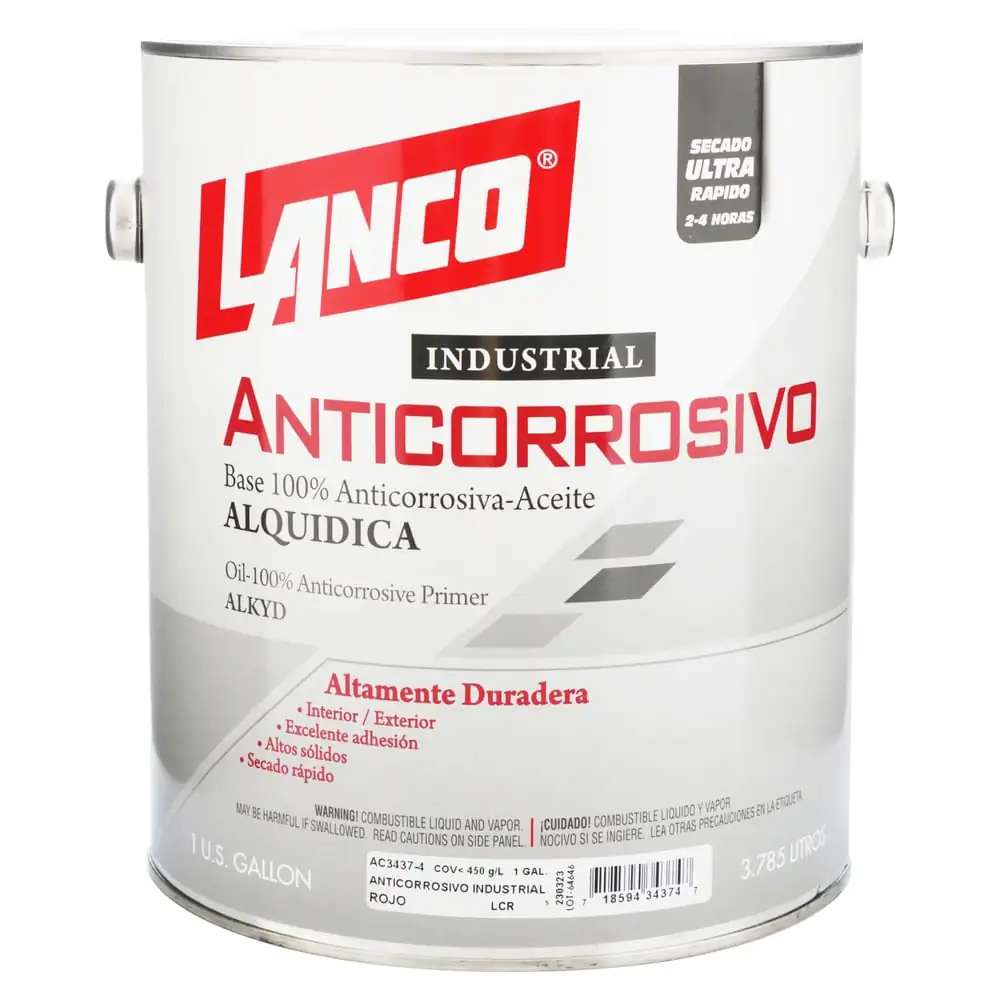 LANCO®
SECADO
ULTRA
RAPIDO
2-4 HORAS
INDUSTRIAL
ANTICORROSIVO
Base 100% Anticorrosiva-Aceite
ALQUIDICA
Oil-100% Anticorrosive Primer
ALKYD
Altamente Duradera
• Interior / Exterior
• Excelente adhesión
• Altos sólidos
• Secado rápido
WARNING! COMBUSTIBLE LIQUID AND VAPOR.
MAY BE HARMFUL IF SWALLOWED. READ CAUTIONS ON SIDE PANEL.
¡CUIDADO! COMBUSTIBLE LIQUIDO Y VAPOR
NOCIVO SI SE INGIERE. LEA OTRAS PRECAUCIONES EN LA ETIQUETA
1 U.S. GALLON
AC3437-4 COV< 450 g/L 1 GAL.
ANTICORROSIVO INDUSTRIAL
ROJO LCR
230323
LOT-64646
7 18594 34374 7
3.785 LITROS